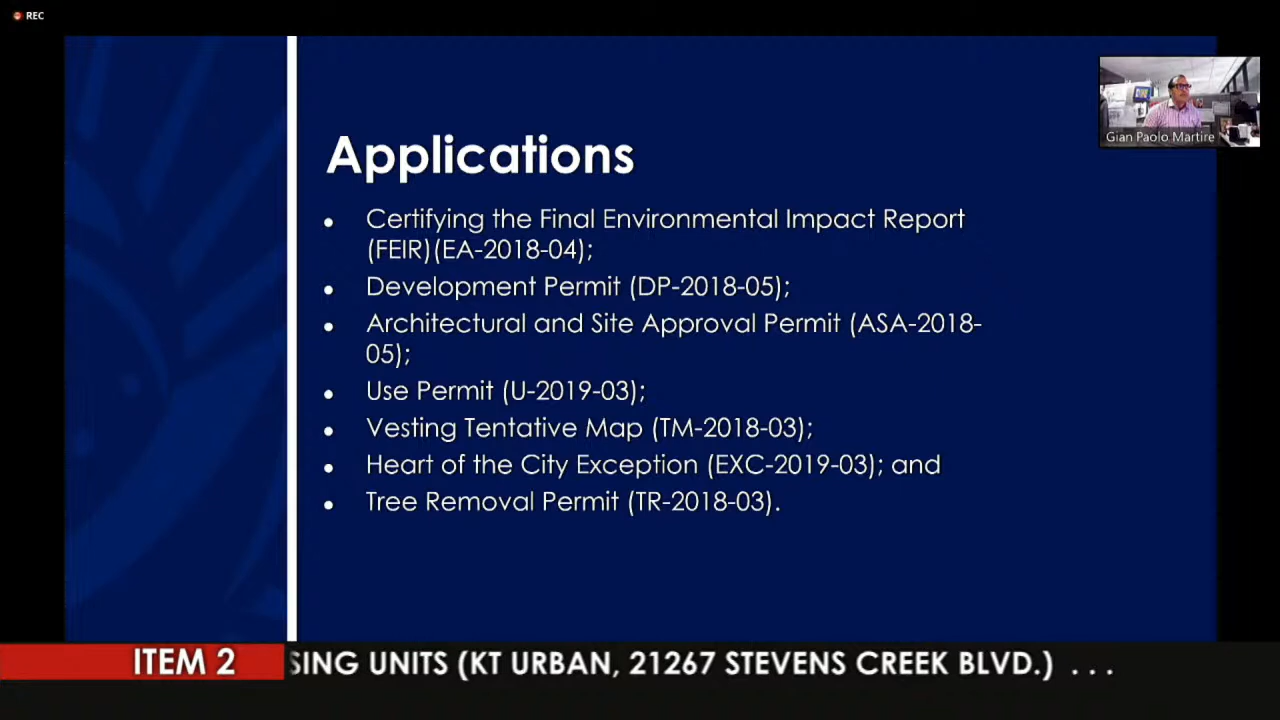 REC
Applications
Gian Paolo Martire
• Certifying the Final Environmental Impact Report
(FEIR)(EA-2018-04);
• Development Permit (DP-2018-05);
• Architectural and Site Approval Permit (ASA-2018-
05);
• Use Permit (U-2019-03);
• Vesting Tentative Map (TM-2018-03);
• Heart of the City Exception (EXC-2019-03); and
• Tree Removal Permit (TR-2018-03).
ITEM 2
SING UNITS (KT URBAN, 21267 STEVENS CREEK BLVD.) . . .